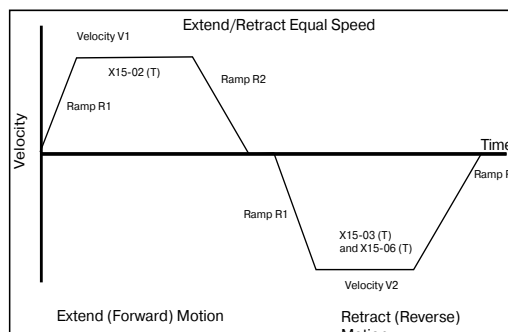 Extend/Retract Equal Speed
Velocity V1
X15-02 (T)
Ramp R2
Ramp R1
Velocity
Time
Ramp R
Ramp R1
X15-03 (T)
and X15-06 (T)
Velocity V2
Extend (Forward) Motion
Retract (Reverse)